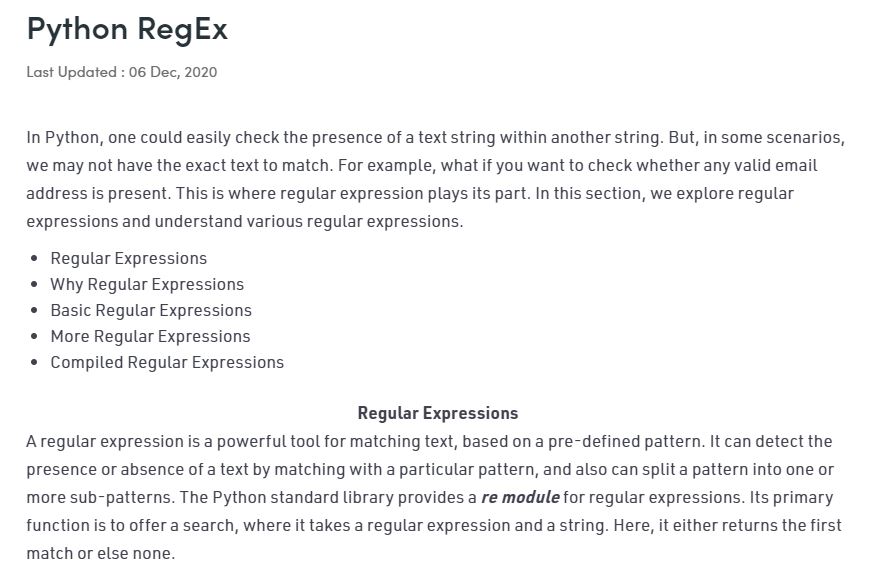 Python RegEx
Last Updated : 06 Dec, 2020
In Python, one could easily check the presence of a text string within another string. But, in some scenarios,
we may not have the exact text to match. For example, what if you want to check whether any valid email
address is present. This is where regular expression plays its part. In this section, we explore regular
expressions and understand various regular expressions.
• Regular Expressions
• Why Regular Expressions
• Basic Regular Expressions
• More Regular Expressions
• Compiled Regular Expressions
Regular Expressions
A regular expression is a powerful tool for matching text, based on a pre-defined pattern. It can detect the
presence or absence of a text by matching with a particular pattern, and also can split a pattern into one or
more sub-patterns. The Python standard library provides a re module for regular expressions. Its primary
function is to offer a search, where it takes a regular expression and a string. Here, it either returns the first
match or else none.